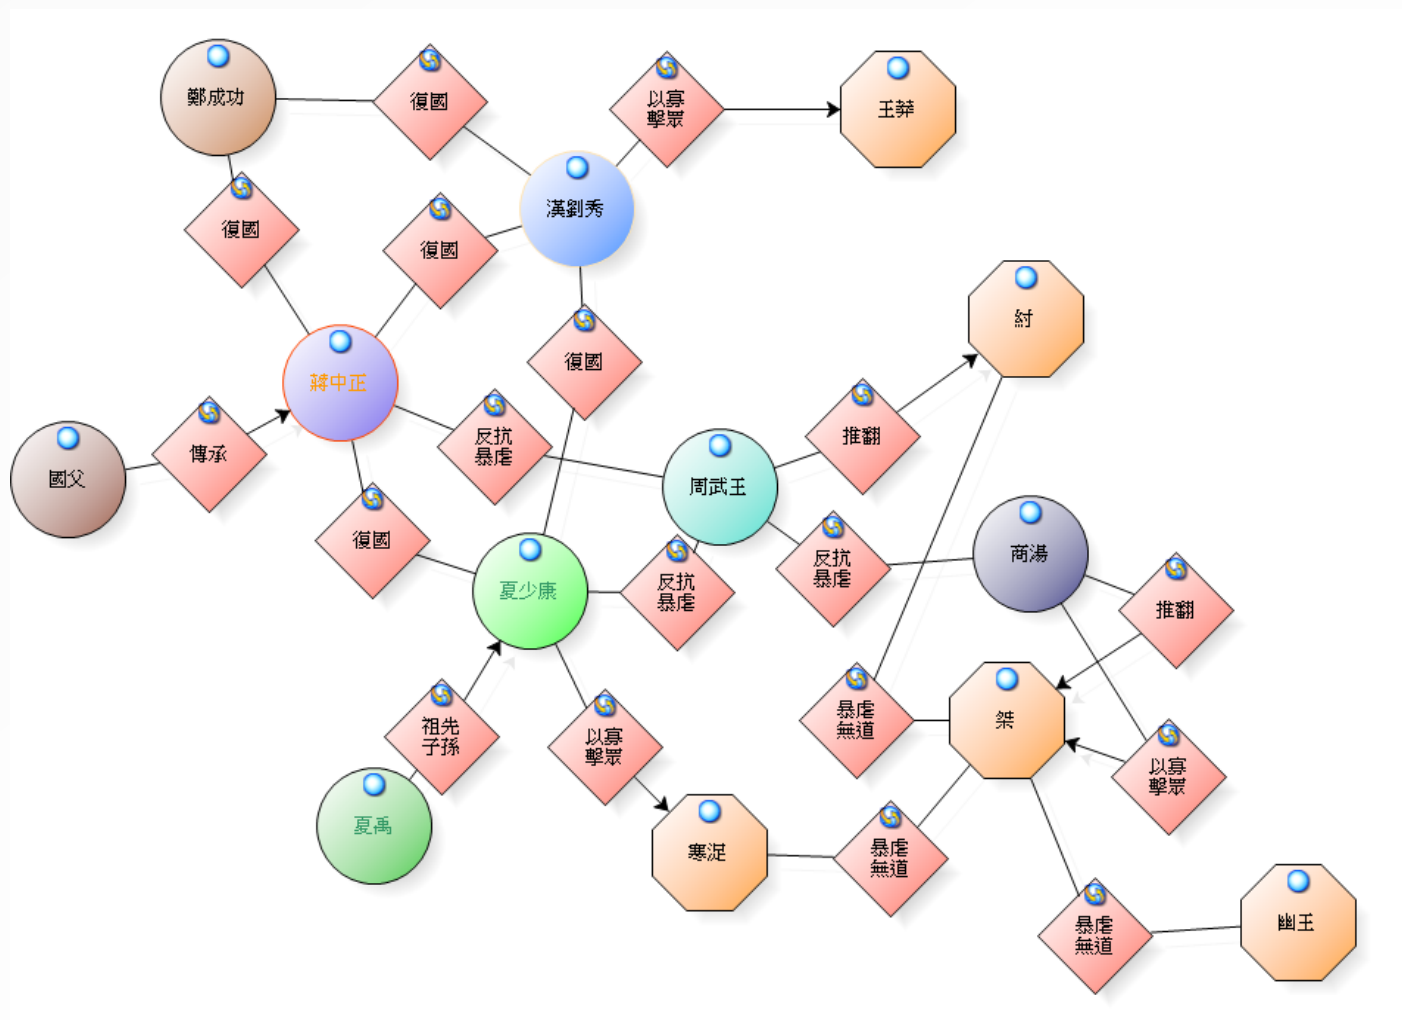 鄭成功
復國
以寡
擊眾
王莽
漢劉秀
復國
復國
紂
復國
蔣中正
傳承
國父
反抗
暴虐
推翻
周武王
復國
夏少康
反抗
暴虐
反抗
暴虐
商湯
推翻
祖先
子孫
以寡
擊眾
暴虐
無道
桀
以寡
擊眾
夏禹
寒浞
暴虐
無道
暴虐
無道
幽王